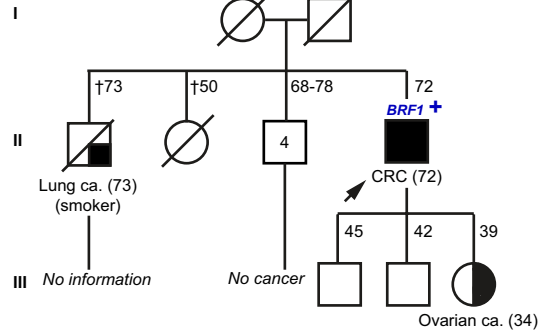 I
†73
†50
68-78
72
BRF1 +
II
4
Lung ca. (73)
(smoker)
CRC (72)
45
42
39
III
No information
No cancer
Ovarian ca. (34)